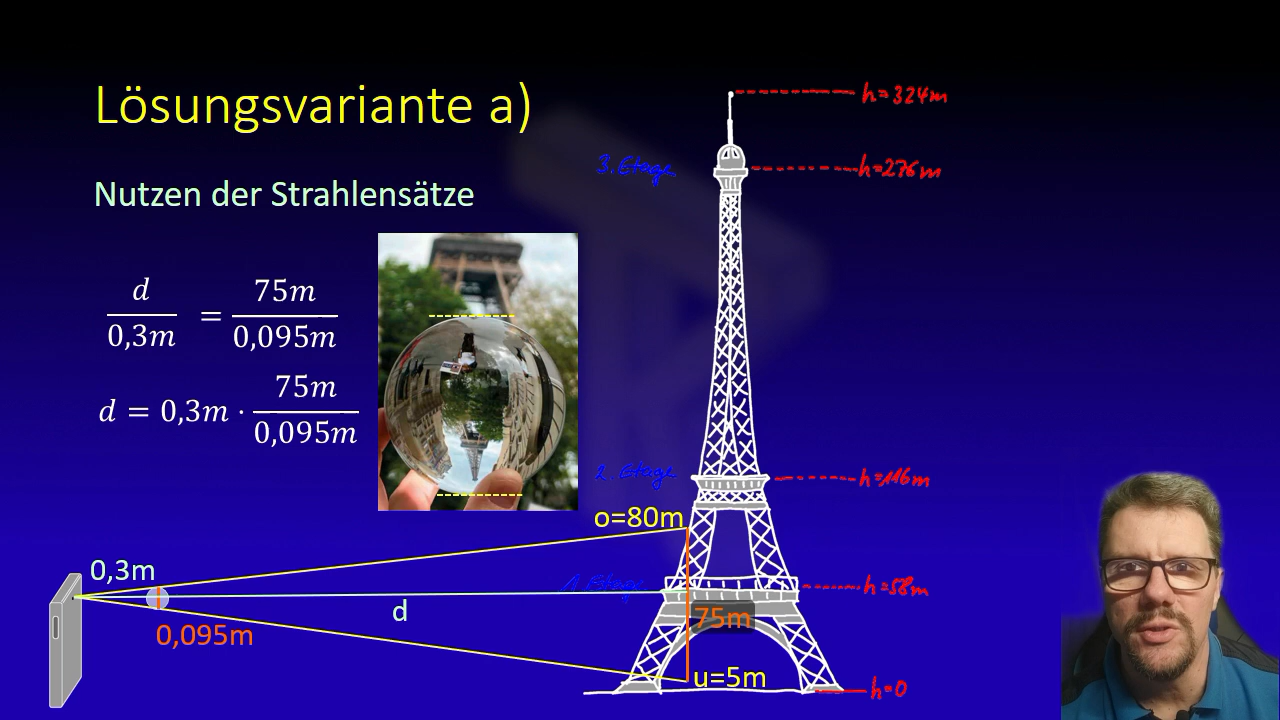 Lösungsvariante a)
Nutzen der Strahlensätze
d/0,3m = 75m/0,095m
d = 0,3m · 75m/0,095m
h=324m
3. Etage
h=276m
2. Etage
h=116m
o=80m
1. Etage
h=58m
0,3m
d
0,095m
75m
u=5m
h=0